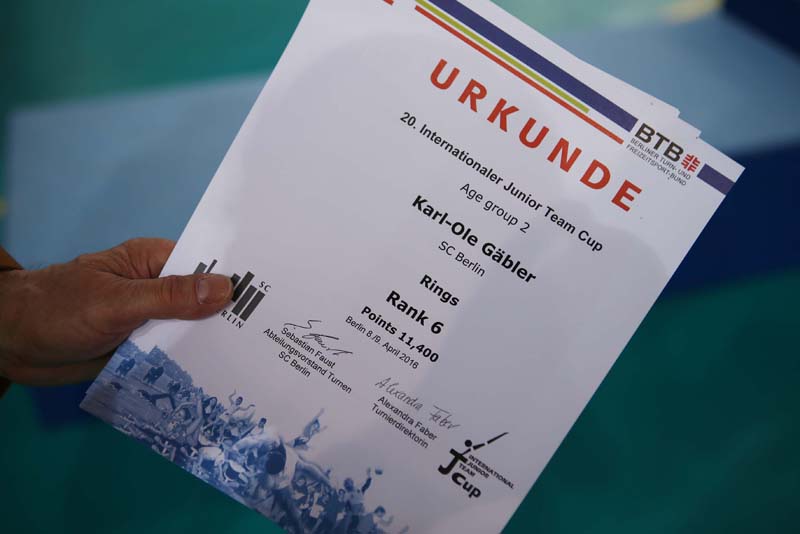 URKUNDE
BTB
BERLINER TURN- UND
FREIZEITSPORT-BUND
20. Internationaler Junior Team Cup
Age group 2
Karl-Ole Gäbler
SC Berlin
Rings
Rank 6
Points 11,400
Berlin 8./9. April 2016
SC
Sebastian Faust
Abteilungsvorstand Turnen
SC Berlin
Alexandra Faber
Alexandra Faber
Turnierdirektorin
INTERNATIONAL
JUNIOR
TEAM
Cup